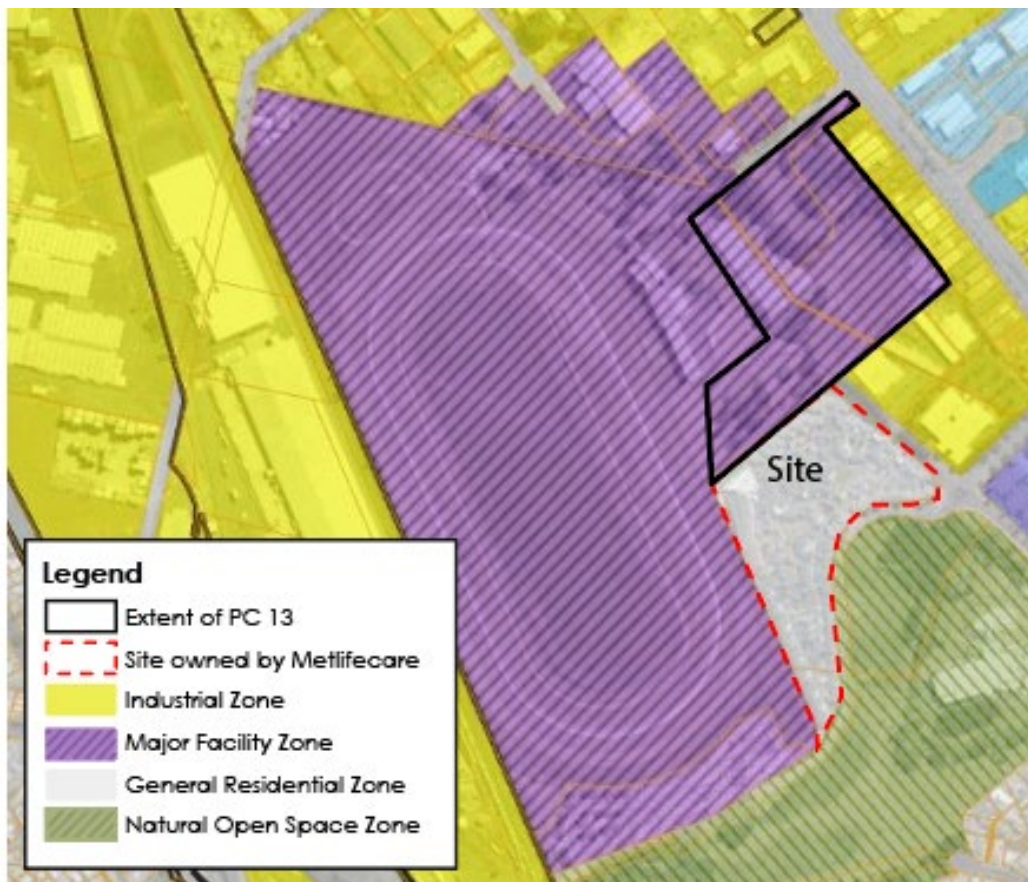 Site
Legend
Extent of PC 13
Site owned by Metlifecare
Industrial Zone
Major Facility Zone
General Residential Zone
Natural Open Space Zone